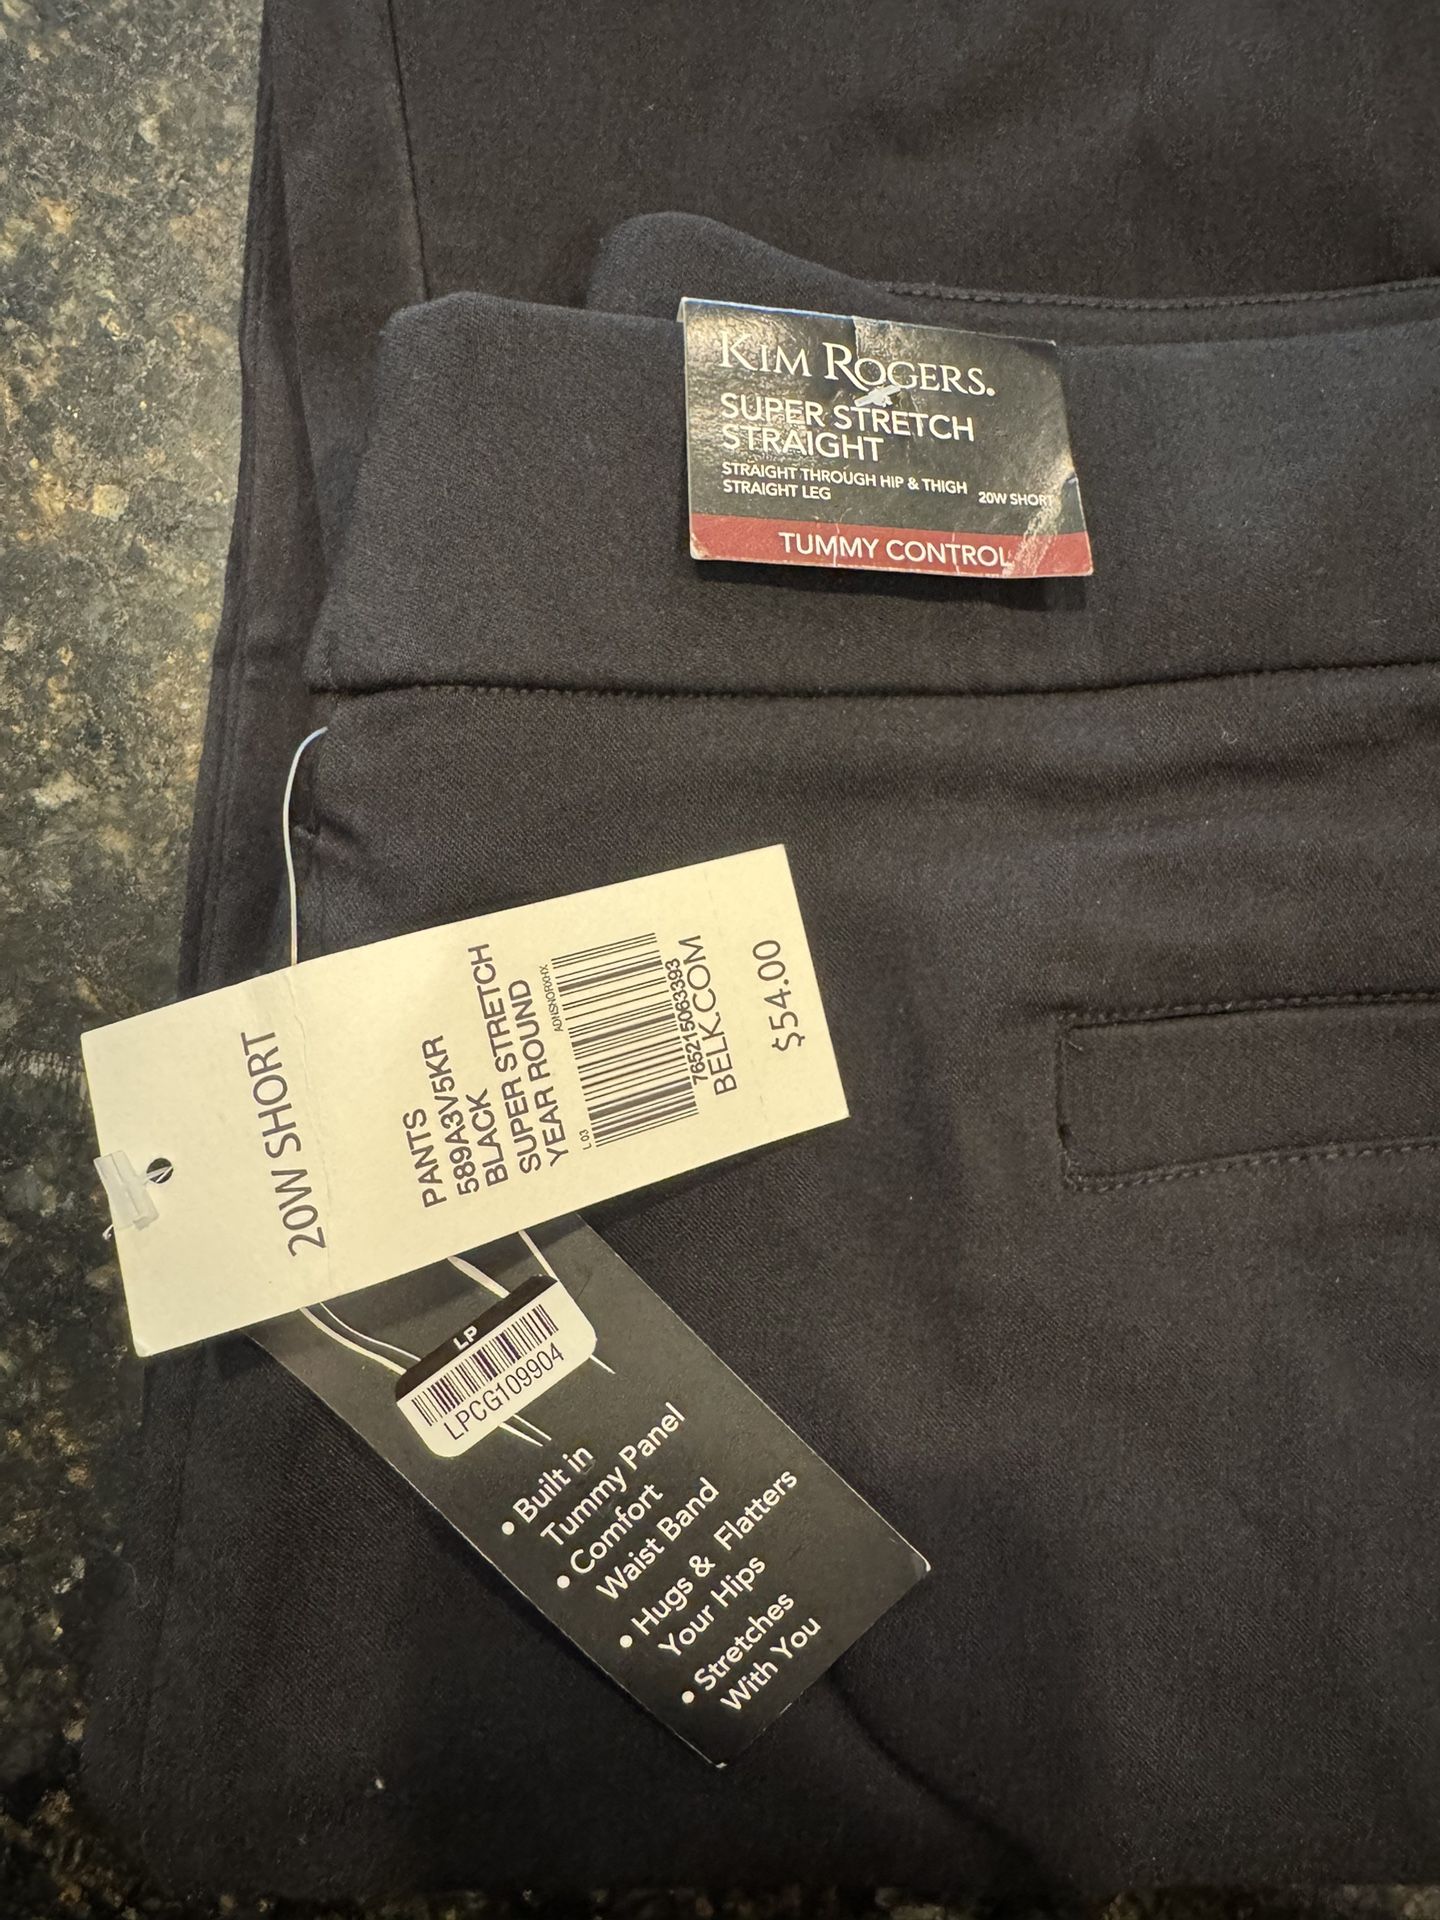 KIM ROGERS.
SUPER STRETCH
STRAIGHT
STRAIGHT THROUGH HIP & THIGH
STRAIGHT LEG
20W SHORT
TUMMY CONTROL
20W SHORT
PANTS
589A3V5KR
BLACK
SUPER STRETCH
YEAR ROUND
L 03
765215063393
BELK.COM
$54.00
LP
LPCG109904
• Built in
Tummy Panel
• Comfort
Waist Band
• Hugs & Flatters
Your Hips
• Stretches
With You